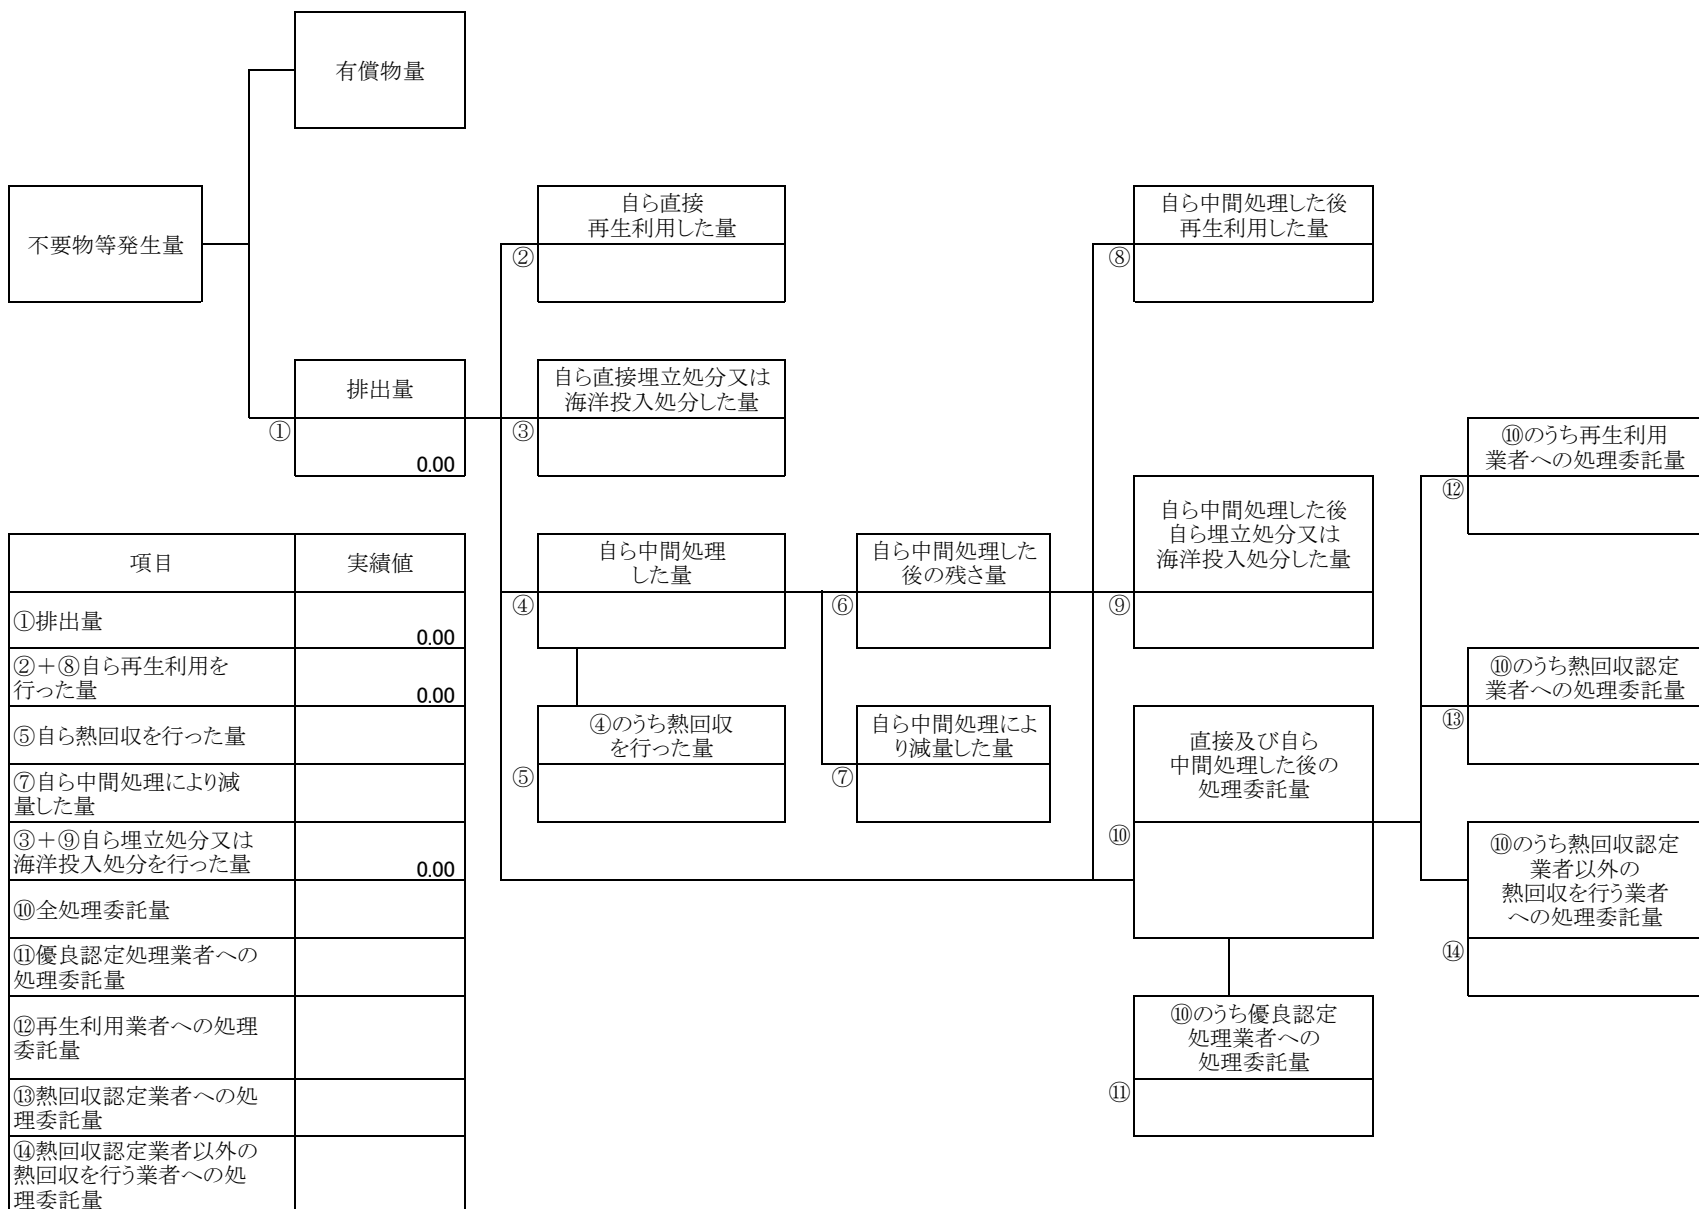 有償物量
不要物等発生量
自ら直接
再生利用した量
②
自ら中間処理した後
再生利用した量
⑧
排出量
①
0.00
自ら直接埋立処分又は
海洋投入処分した量
③
⑩のうち再生利用
業者への処理委託量
⑫
自ら中間処理
した量
④
自ら中間処理した
後の残さ量
⑥
自ら中間処理した後
自ら埋立処分又は
海洋投入処分した量
⑨
⑩のうち熱回収認定
業者への処理委託量
⑬
④のうち熱回収
を行った量
⑤
自ら中間処理によ
り減量した量
⑦
直接及び自ら
中間処理した後の
処理委託量
⑩
⑩のうち熱回収認定
業者以外の
熱回収を行う業者
への処理委託量
⑭
⑩のうち優良認定
処理業者への
処理委託量
⑪
項目 実績値
①排出量
0.00
②+⑧自ら再生利用を
行った量
0.00
⑤自ら熱回収を行った量
⑦自ら中間処理により減
量した量
③+⑨自ら埋立処分又は
海洋投入処分を行った量
0.00
⑩全処理委託量
⑪優良認定処理業者への
処理委託量
⑫再生利用業者への処理
委託量
⑬熱回収認定業者への処
理委託量
⑭熱回収認定業者以外の
熱回収を行う業者への処
理委託量